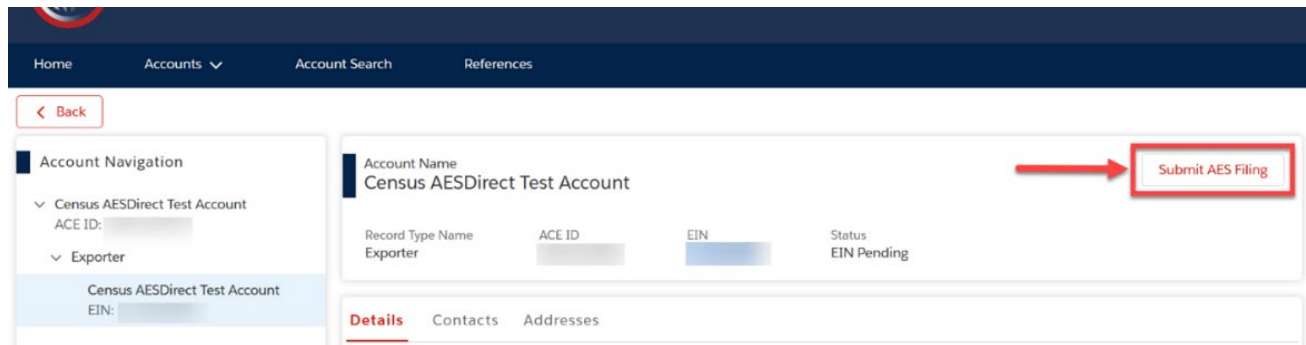 Home Accounts Account Search References
Back
Account Navigation
Census AESDirect Test Account
ACE ID:
Exporter
Census AESDirect Test Account
EIN:
Account Name
Census AESDirect Test Account
Submit AES Filing
Record Type Name ACE ID EIN Status
Exporter EIN Pending
Details Contacts Addresses